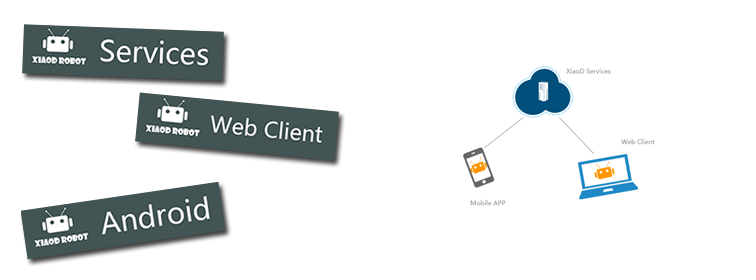 XIAOD ROBOT Services
XIAOD ROBOT Web Client
XIAOD ROBOT Android
XiaoD Services
Web Client
Mobile APP